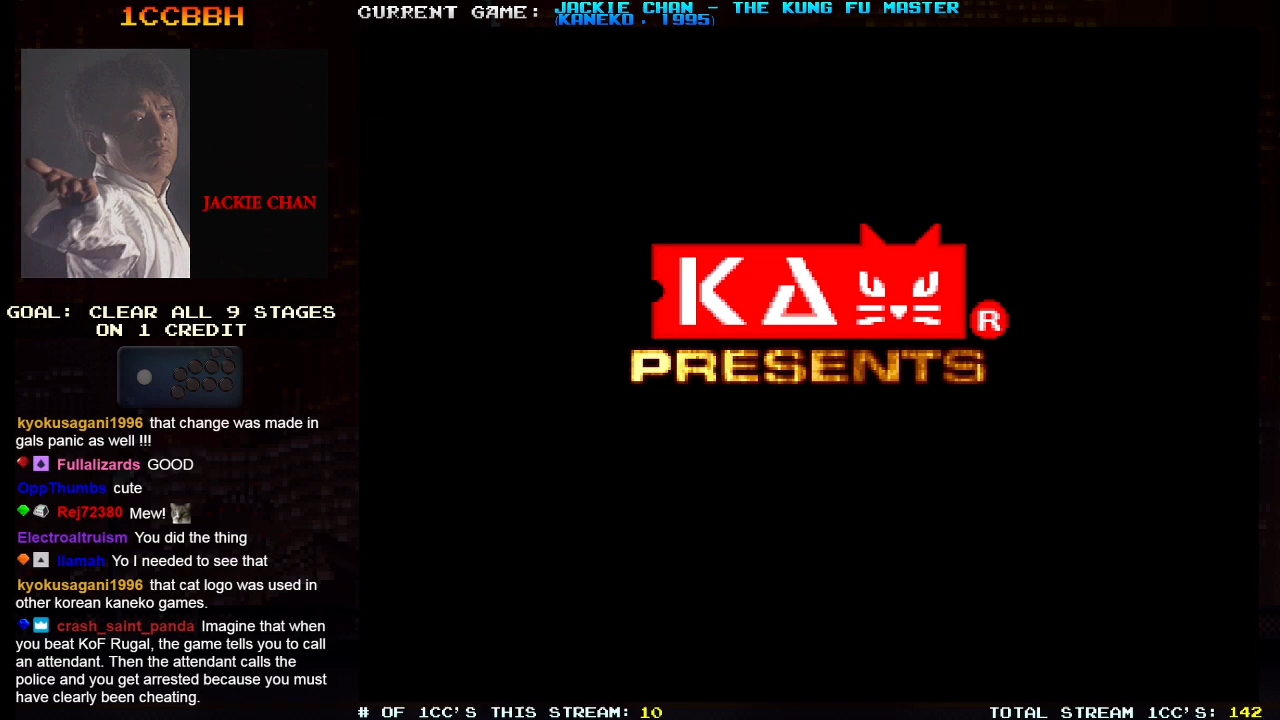 1CCBBH
CURRENT GAME:
JACKIE CHAN - THE KUNG FU MASTER
(KANEKO, 1995)
JACKIE CHAN
KA
R
PRESENTS
GOAL: CLEAR ALL 9 STAGES
ON 1 CREDIT
kyokusagani1996 that change was made in
gals panic as well !!!
Fullalizards GOOD
OppThumbs cute
Rej72380 Mew!
Electroaltruism You did the thing
llamah Yo I needed to see that
kyokusagani1996 that cat logo was used in
other korean kaneko games.
crash_saint_panda Imagine that when
you beat KoF Rugal, the game tells you to call
an attendant. Then the attendant calls the
police and you get arrested because you must
have clearly been cheating.
# OF 1CC'S THIS STREAM: 10
TOTAL STREAM 1CC'S: 142